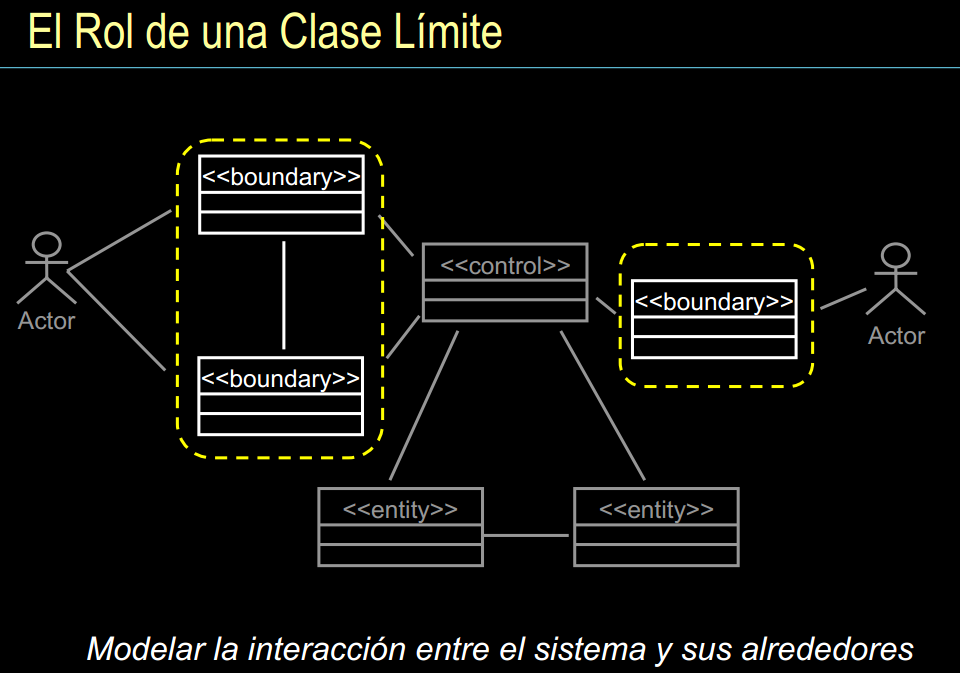 El Rol de una Clase Límite
<<boundary>>
<<control>>
<<boundary>>
Actor
Actor
<<boundary>>
<<entity>>
<<entity>>
Modelar la interacción entre el sistema y sus alrededores